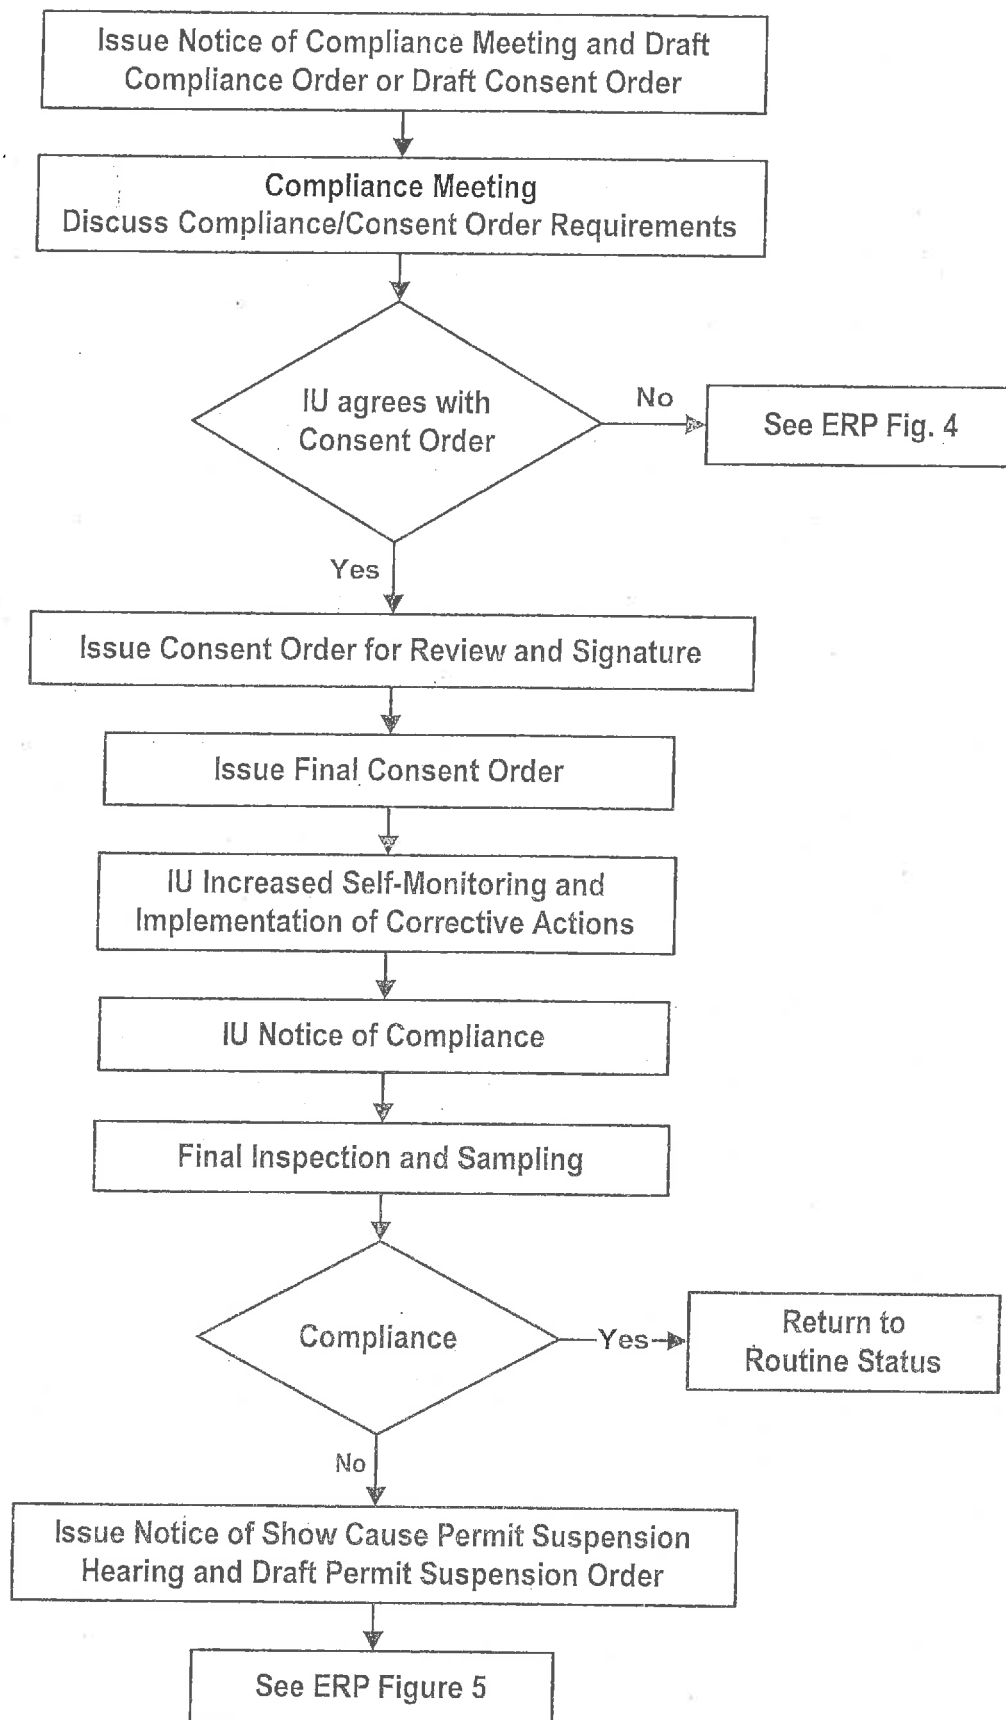 Issue Notice of Compliance Meeting and Draft
Compliance Order or Draft Consent Order
Compliance Meeting
Discuss Compliance/Consent Order Requirements
IU agrees with
Consent Order
No
See ERP Fig. 4
Yes
Issue Consent Order for Review and Signature
Issue Final Consent Order
IU Increased Self-Monitoring and
Implementation of Corrective Actions
IU Notice of Compliance
Final Inspection and Sampling
Compliance
Yes
Return to
Routine Status
No
Issue Notice of Show Cause Permit Suspension
Hearing and Draft Permit Suspension Order
See ERP Figure 5